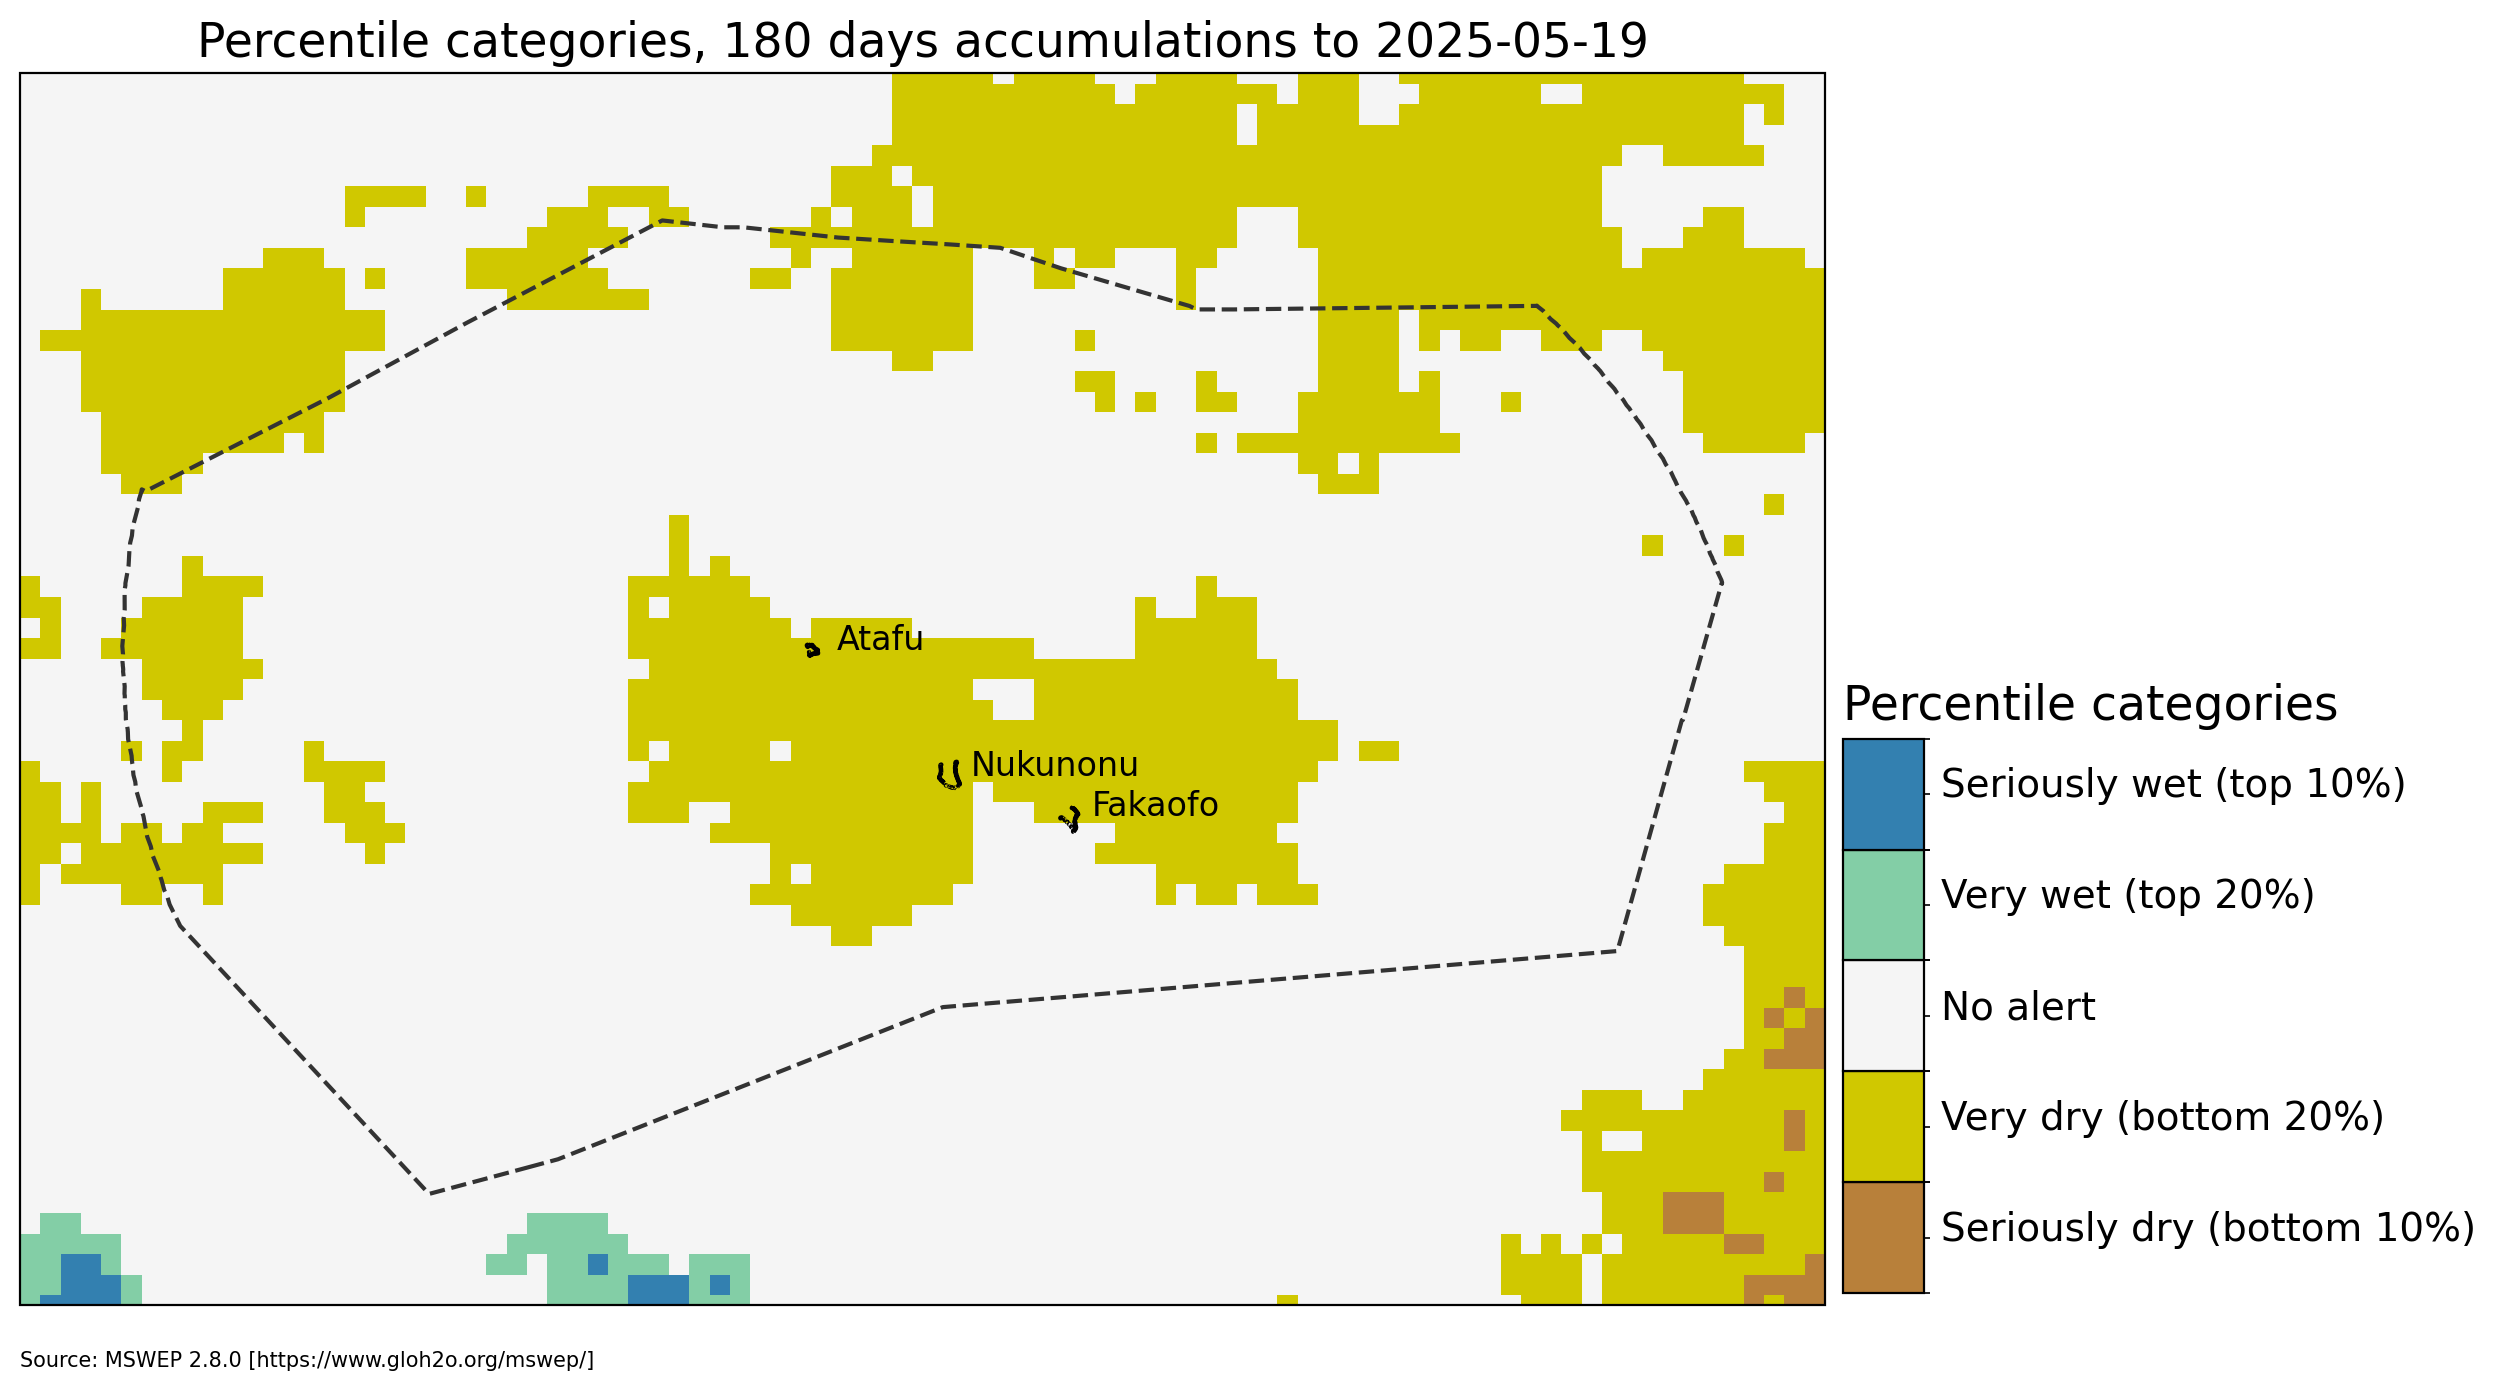 Percentile categories, 180 days accumulations to 2025-05-19
Atafu
Nukunonu
Fakaofo
Percentile categories
Seriously wet (top 10%)
Very wet (top 20%)
No alert
Very dry (bottom 20%)
Seriously dry (bottom 10%)
Source: MSWEP 2.8.0 [https://www.gloh2o.org/mswep/]